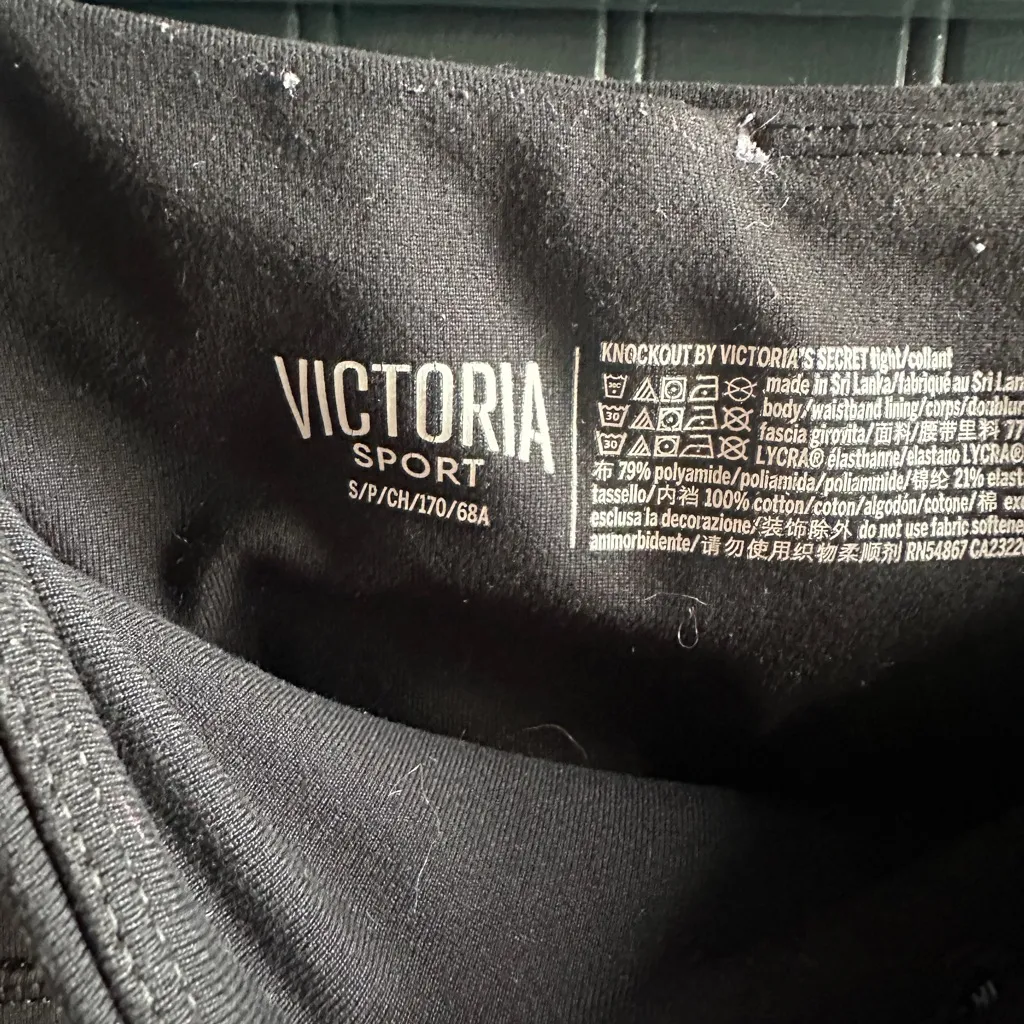 VICTORIA
SPORT
S/P/CH/170/68A
KNOCKOUT BY VICTORIA'S SECRET tight/collant
made in Sri Lanka/fabriqué au Sri Lan
body/waistband lining/corps/doublur
fascia girovita/面料/腰带里料 77
LYCRA® élasthanne/elastano LYCRA®
布 79% polyamide/poliamida/poliammide/锦纶 21% elast
tassello/内裆 100% cotton/coton/algodón/cotone/棉 exc
esclusa la decorazione/装饰除外 do not use fabric softene
ammorbidente/请勿使用织物柔顺剂 RN54867 CA2322